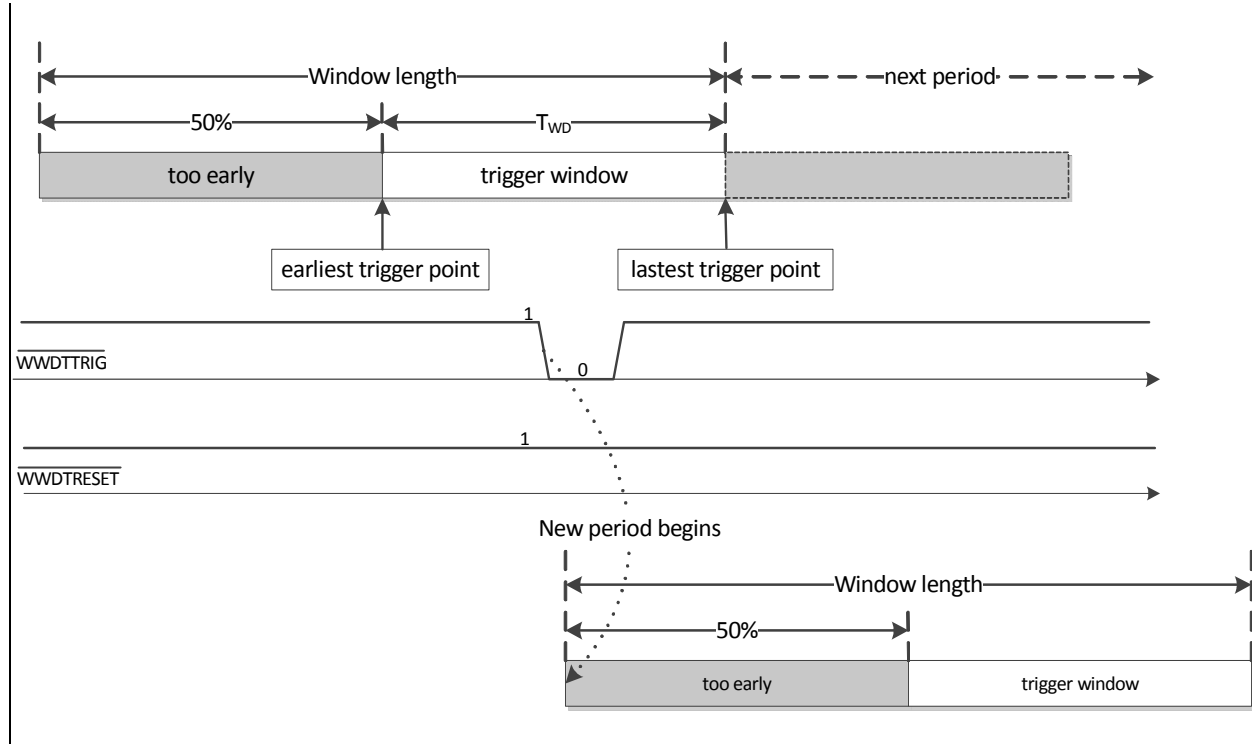 Window length
next period
50%
TWD
too early
trigger window
earliest trigger point
lastest trigger point
1
WWDTTRIG
0
1
WWDTRESET
New period begins
Window length
50%
too early
trigger window